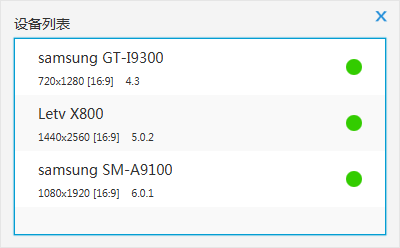 设备列表
samsung GT-I9300
720x1280 [16:9] 4.3
Letv X800
1440x2560 [16:9] 5.0.2
samsung SM-A9100
1080x1920 [16:9] 6.0.1